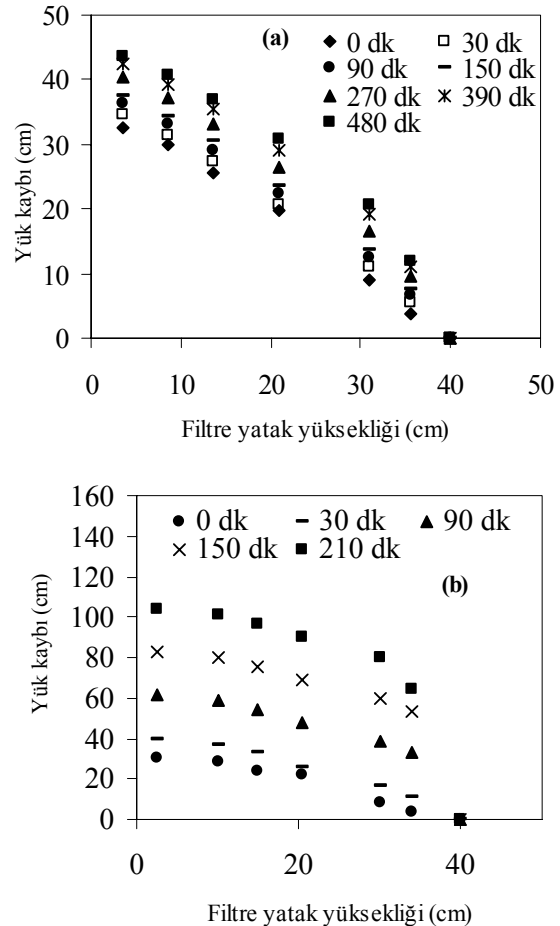 (a)
0 dk
30 dk
90 dk
150 dk
270 dk
390 dk
480 dk
50
40
30
20
10
0
Yük kaybı (cm)
0
10
20
30
40
50
Filtre yatak yüksekliği (cm)
160
140
120
100
80
60
40
20
0
Yük kaybı (cm)
0 dk
30 dk
90 dk
150 dk
210 dk
(b)
0
20
40
Filtre yatak yüksekliği (cm)